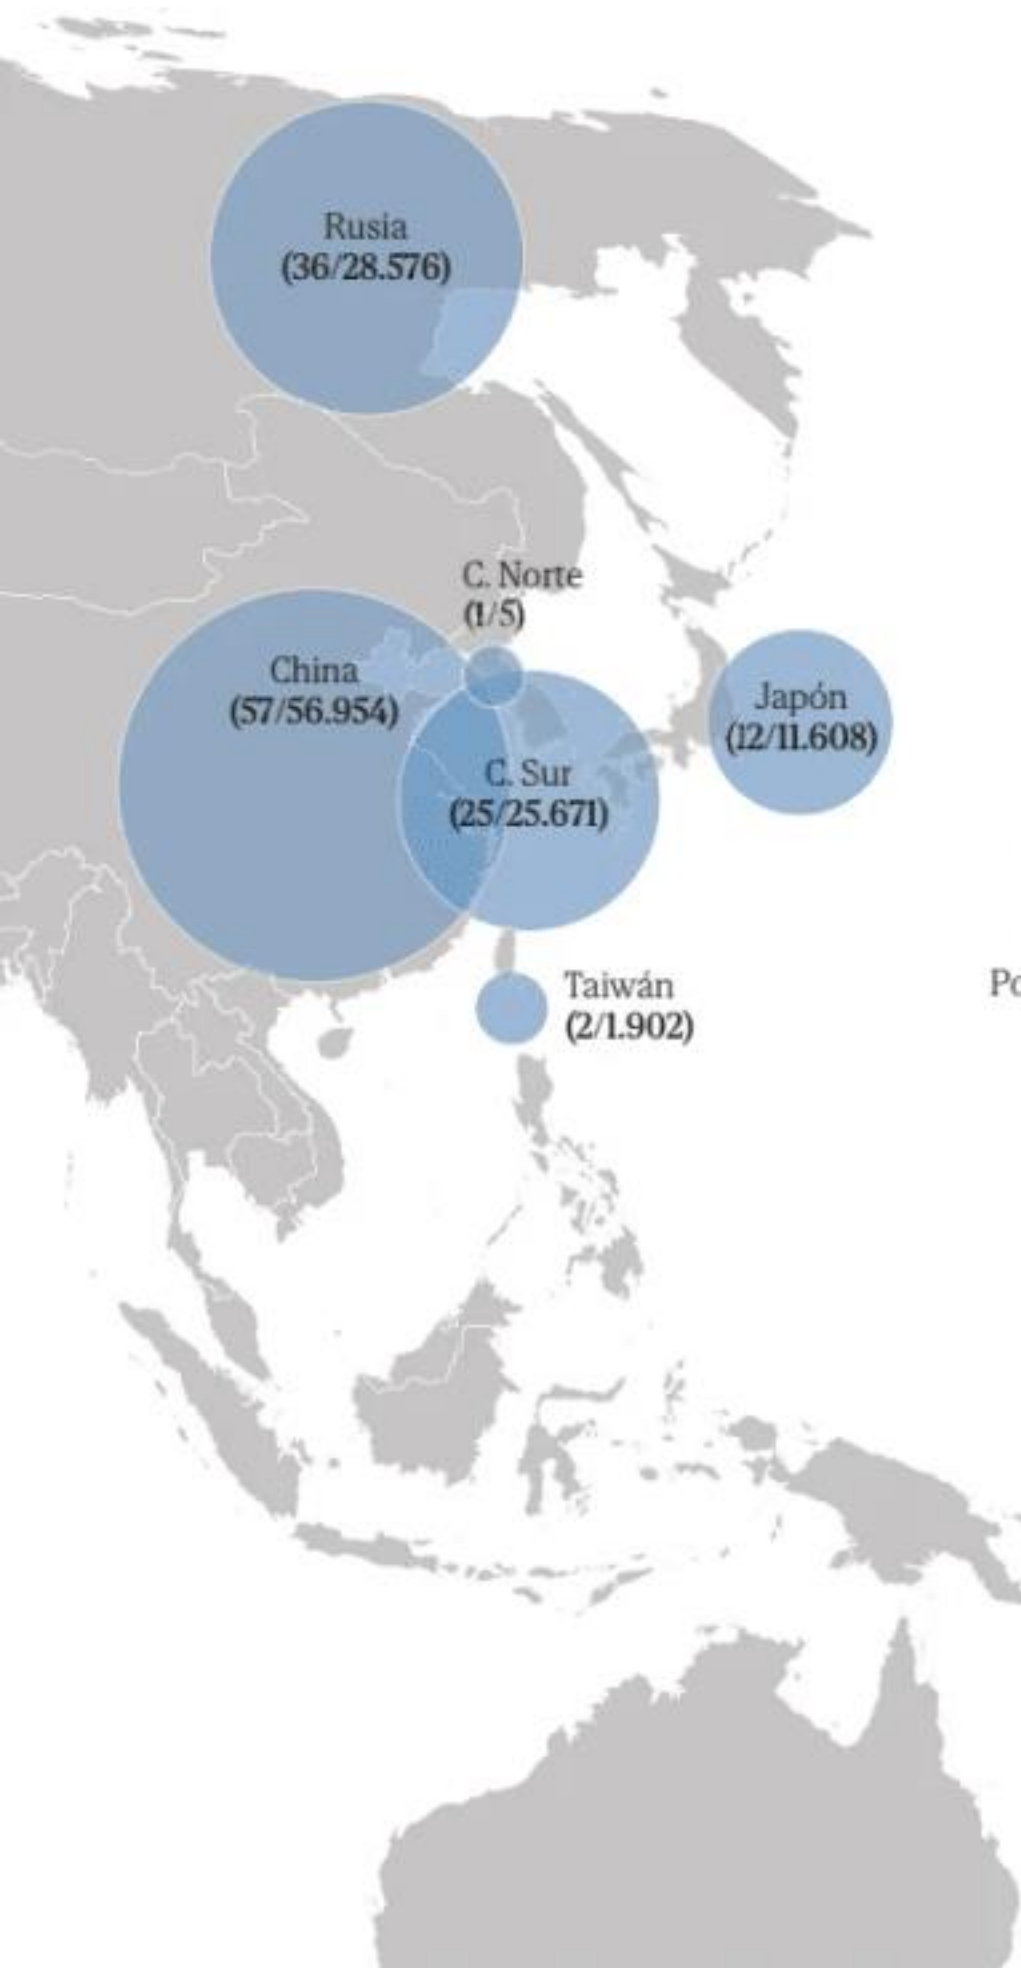 Rusia
(36/28.576)
C. Norte
(1/5)
China
(57/56.954)
Japón
(12/11.608)
C. Sur
(25/25.671)
Taiwán
(2/1.902)
Po